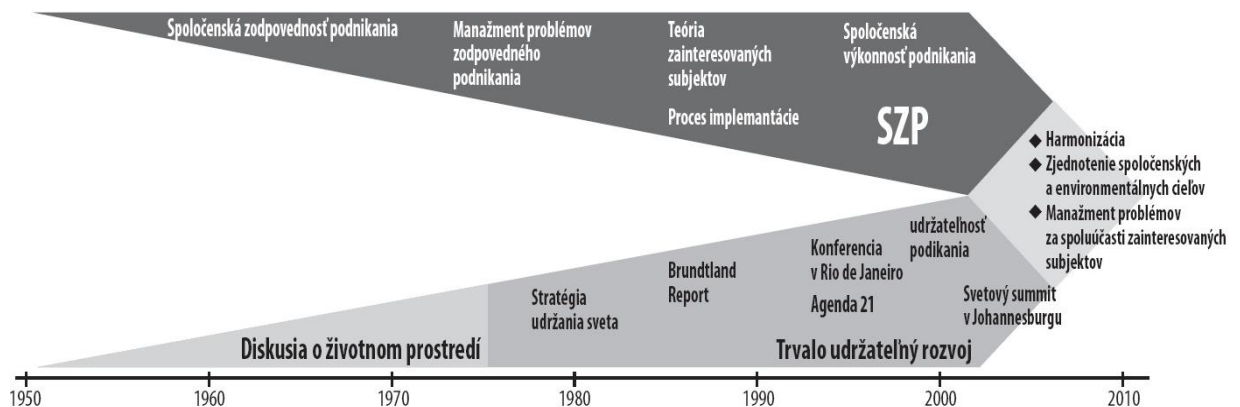 Spoločenská zodpovednosť podnikania
Manažment problémov
zodpovedného
podnikania
Teória
zainteresovaných
subjektov
Proces implemantácie
Spoločenská
výkonnosť podnikania
SZP
◆ Harmonizácia
◆ Zjednotenie spoločenských
a environmentálnych cieľov
◆ Manažment problémov
za spoluúčasti zainteresovaných
subjektov
Diskusia o životnom prostredí
Stratégia
udržania sveta
Brundtland
Report
Konferencia
v Rio de Janeiro
Agenda 21
udržateľnosť
podikania
Svetový summit
v Johannesburgu
Trvalo udržateľný rozvoj
1950 1960 1970 1980 1990 2000 2010